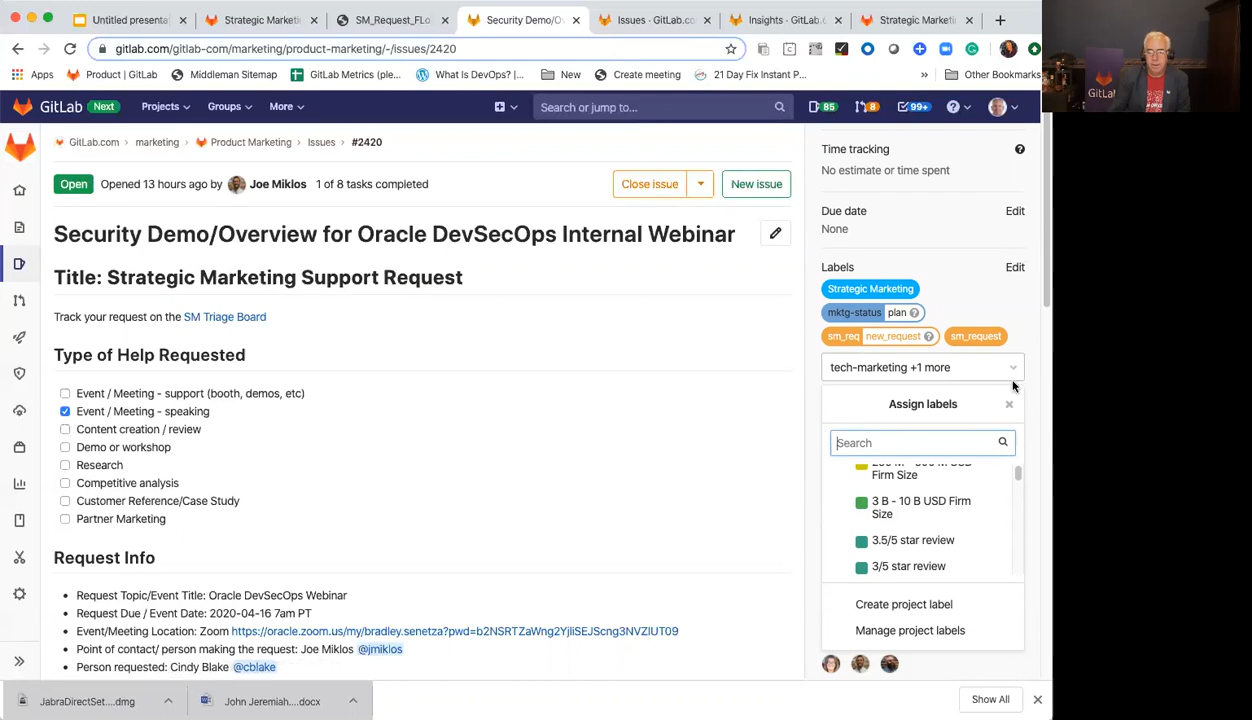 Untitled presenta
Strategic Marketi
SM_Request_FLo
Security Demo/O
Issues · GitLab.co
Insights · GitLab.c
Strategic Marketi
gitlab.com/gitlab-com/marketing/product-marketing/-/issues/2420
Apps
Product | GitLab
Middleman Sitemap
GitLab Metrics (ple...
What Is DevOps? |...
New
Create meeting
21 Day Fix Instant P...
»
Other Bookmarks
GitLab
Next
Projects
Groups
More
Search or jump to...
85
8
99+
GitLab.com > marketing > Product Marketing > Issues > #2420
Open Opened 13 hours ago by Joe Miklos 1 of 8 tasks completed
Close issue
New issue
Security Demo/Overview for Oracle DevSecOps Internal Webinar
Title: Strategic Marketing Support Request
Track your request on the SM Triage Board
Type of Help Requested
Event / Meeting - support (booth, demos, etc)
Event / Meeting - speaking
Content creation / review
Demo or workshop
Research
Competitive analysis
Customer Reference/Case Study
Partner Marketing
Request Info
• Request Topic/Event Title: Oracle DevSecOps Webinar
• Request Due / Event Date: 2020-04-16 7am PT
• Event/Meeting Location: Zoom https://oracle.zoom.us/my/bradley.senetza?pwd=b2NSRTZaWng2YjliSEJScng3NVZlUT09
• Point of contact/ person making the request: Joe Miklos @jmiklos
• Person requested: Cindy Blake @cblake
Time tracking
No estimate or time spent
Due date Edit
None
Labels Edit
Strategic Marketing
mktg-status plan
sm_req new_request
sm_request
tech-marketing +1 more
Assign labels
Search
Firm Size
3 B - 10 B USD Firm
Size
3.5/5 star review
3/5 star review
Create project label
Manage project labels
GitLab
JabraDirectSet....dmg
John Jeremiah....docx
Show All